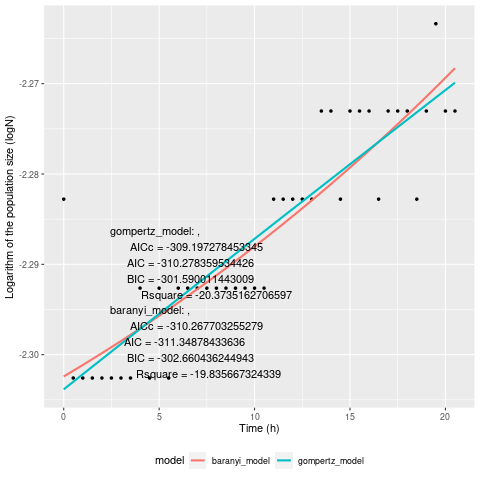 -2.27
-2.28
-2.29
-2.30
Logarithm of the population size (logN)
gompertz_model: ,
AICc = -309.197278453345
AIC = -310.278359534426
BIC = -301.590011443009
Rsquare = -20.3735162706597
baranyi_model: ,
AICc = -310.267703255279
AIC = -311.34878433636
BIC = -302.660436244943
Rsquare = -19.835667324339
0 5 10 15 20
Time (h)
model baranyi_model gompertz_model